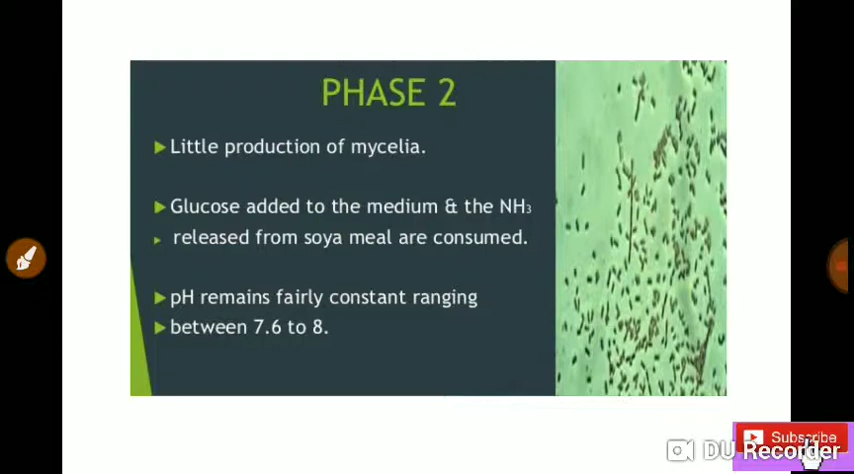 PHASE 2
Little production of mycelia.
Glucose added to the medium & the NH₃
released from soya meal are consumed.
pH remains fairly constant ranging
between 7.6 to 8.
Subscribe
DU Recorder